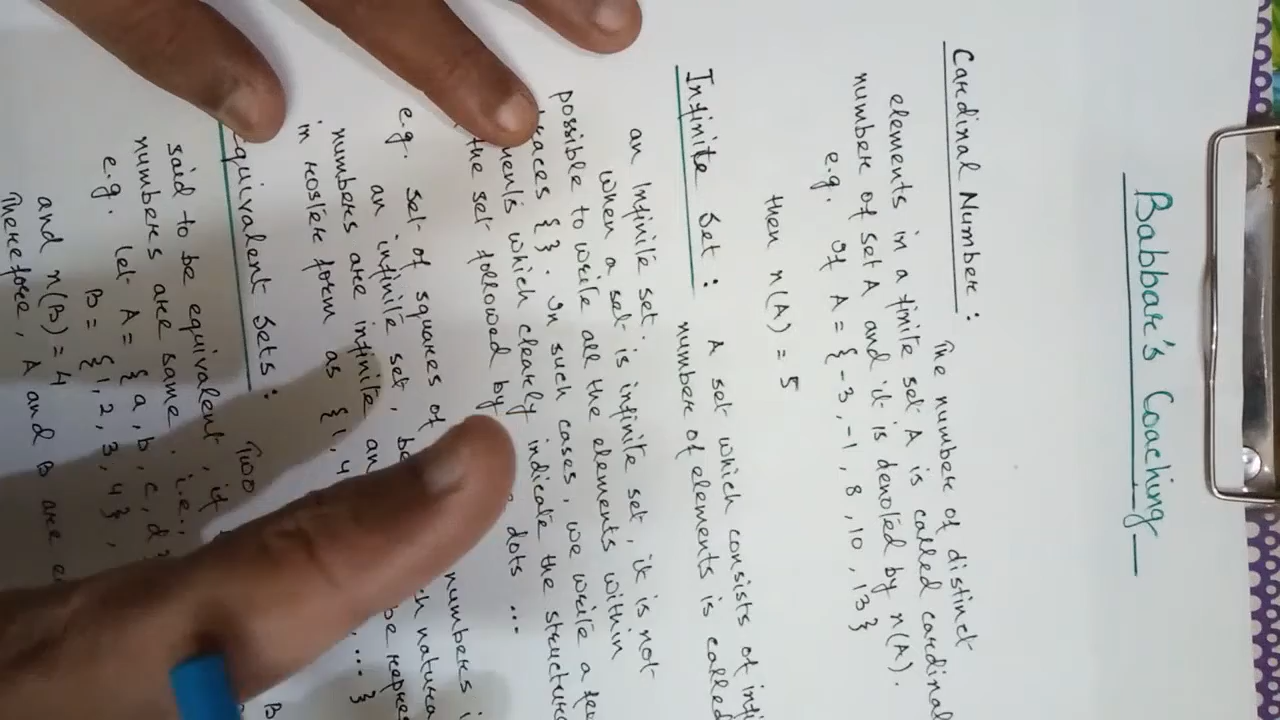 Babbar's Coaching
Cardinal Number: The number of distinct
elements in a finite set A is called cardinal
number of set A and it is denoted by n(A).
e.g. If A = { -3, -1, 8, 10, 13}
then n(A) = 5
Infinite Set: A set which consists of
number of elements is called
an infinite set.
When a set is infinite set, it is not
possible to write all the elements within
{ }. In such cases, we write a
which clearly indicate the
the set followed by dots ...
e.g. set of squares of numbers
an infinite set,
numbers are infinite
in roster form as {1, 4 , ... }
Equivalent Sets: Two
said to be equivalent, if
numbers are same. i.e.,
e.g. Let A = { a, b, c, d
B = { 1, 2, 3, 4},
and n(B) = 4
Therefore, A and B are